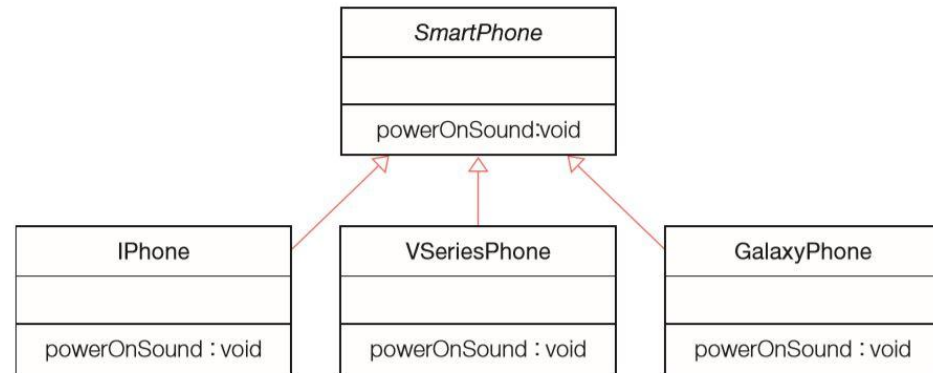 SmartPhone
powerOnSound:void
IPhone
VSeriesPhone
GalaxyPhone
powerOnSound : void
powerOnSound : void
powerOnSound : void